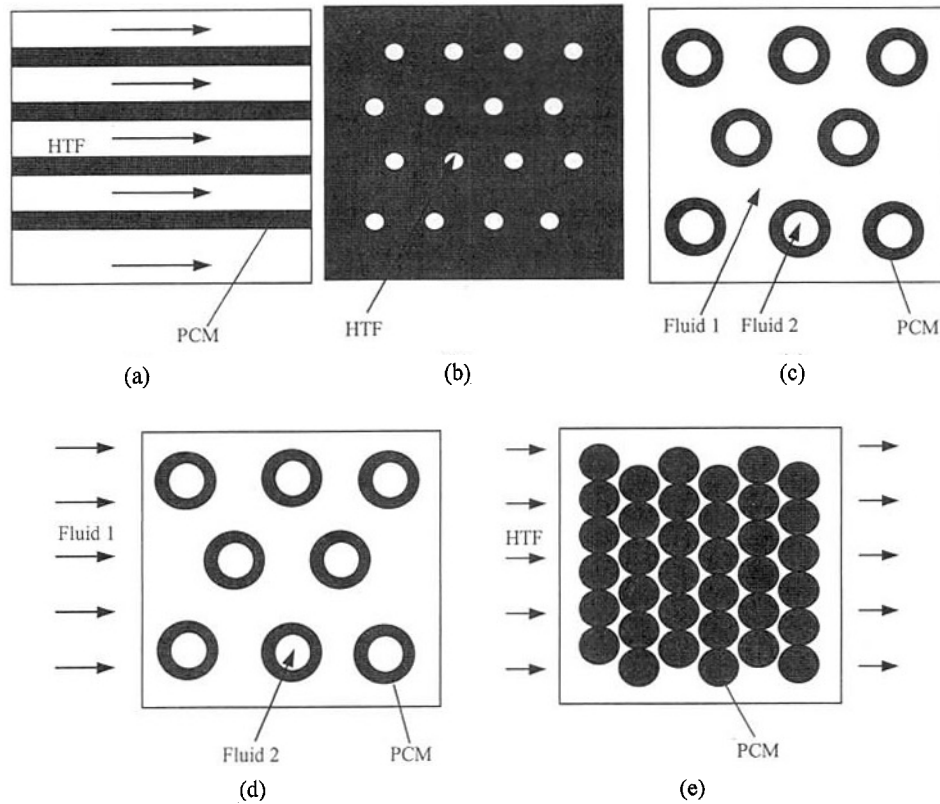 HTF
PCM
(a)
HTF
(b)
Fluid 1
Fluid 2
PCM
(c)
Fluid 1
Fluid 2
PCM
(d)
HTF
PCM
(e)